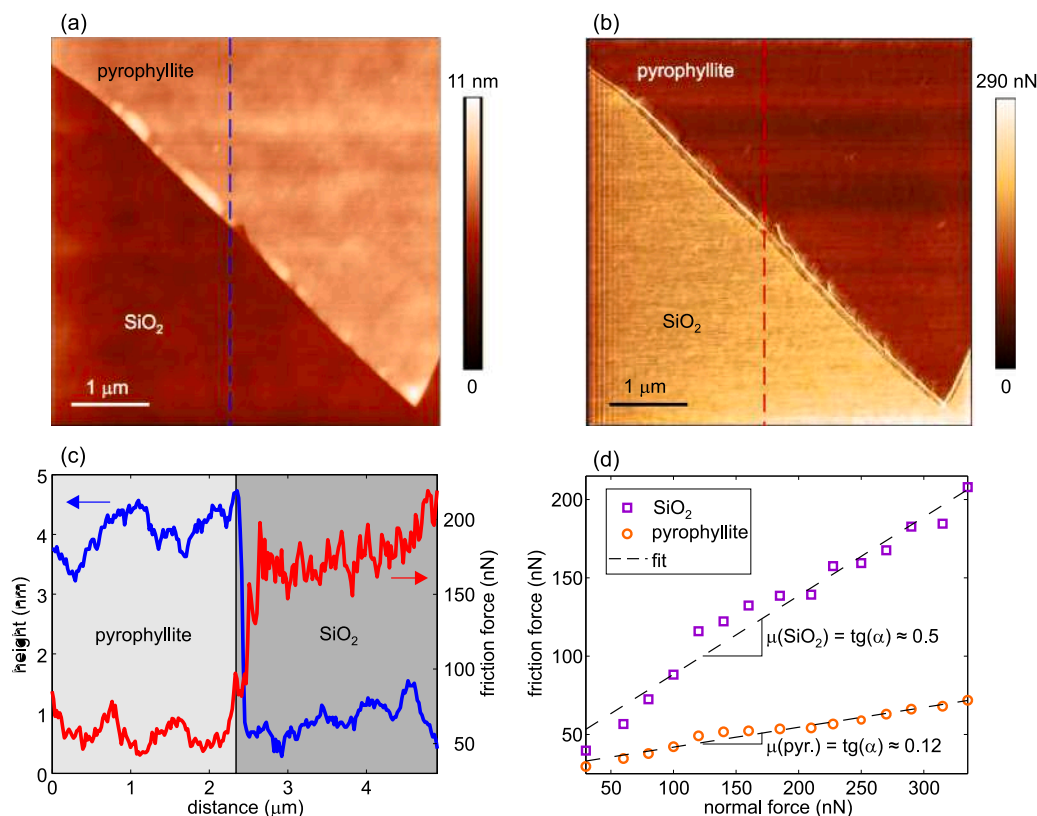 (a)
pyrophyllite
SiO₂
1 μm
11 nm
0
(b)
pyrophyllite
SiO₂
1 μm
290 nN
0
(c)
5
4
3
2
1
0
height (nm)
pyrophyllite
SiO₂
200
150
100
50
friction force (nN)
0 1 2 3 4
distance (μm)
(d)
200
150
100
50
friction force (nN)
SiO₂
pyrophyllite
fit
μ(SiO₂) = tg(α) ≈ 0.5
μ(pyr.) = tg(α) ≈ 0.12
50 100 150 200 250 300
normal force (nN)